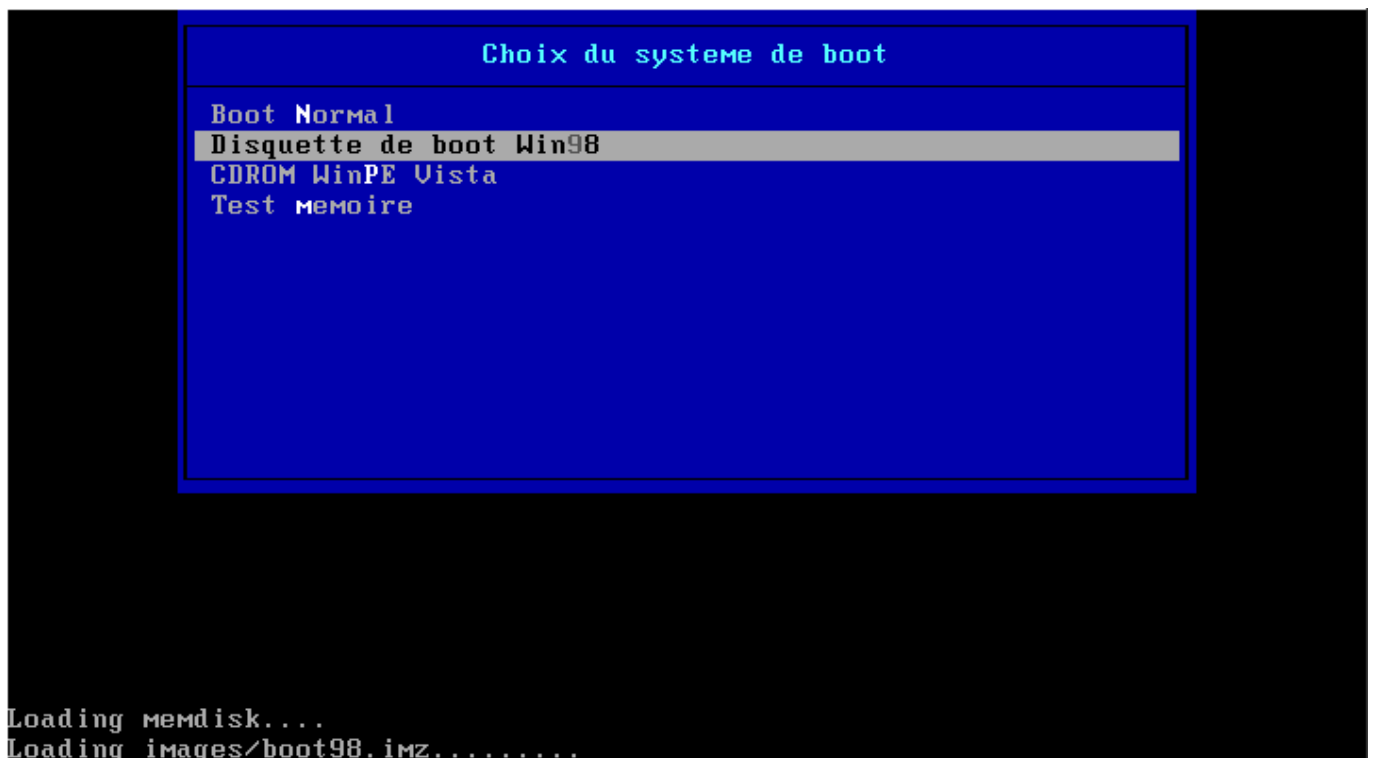 Choix du systeme de boot
Boot Normal
Disquette de boot Win98
CDROM WinPE Vista
Test memoire
Loading memdisk....
Loading images/boot98.imz.........